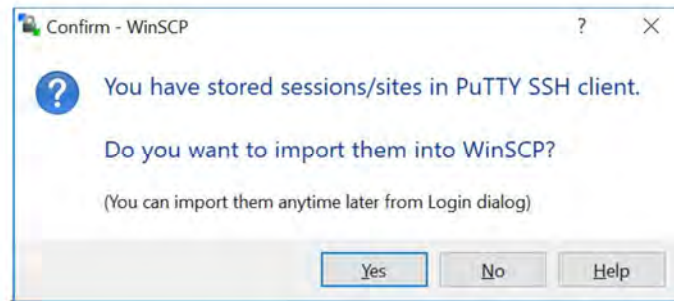 Confirm - WinSCP ? ×
You have stored sessions/sites in PuTTY SSH client.
Do you want to import them into WinSCP?
(You can import them anytime later from Login dialog)
Yes No Help